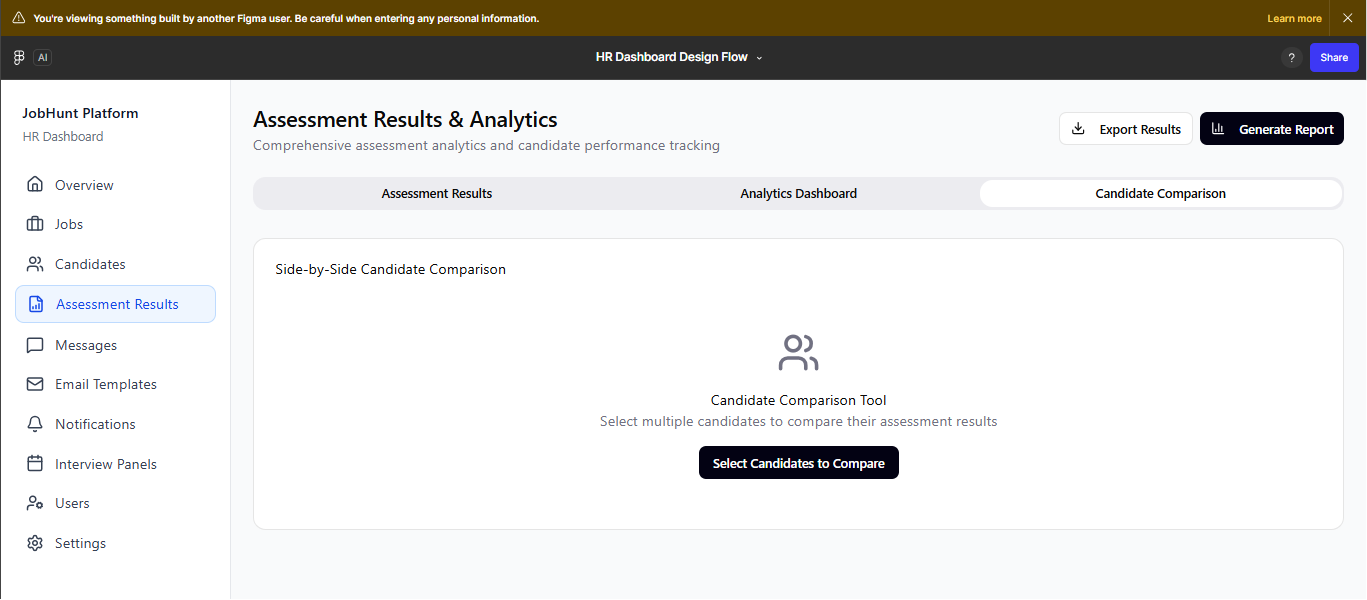 You're viewing something built by another Figma user. Be careful when entering any personal information.
Learn more
AI
HR Dashboard Design Flow
?
Share
JobHunt Platform
HR Dashboard
Overview
Jobs
Candidates
Assessment Results
Messages
Email Templates
Notifications
Interview Panels
Users
Settings
Assessment Results & Analytics
Comprehensive assessment analytics and candidate performance tracking
Export Results
Generate Report
Assessment Results
Analytics Dashboard
Candidate Comparison
Side-by-Side Candidate Comparison
Candidate Comparison Tool
Select multiple candidates to compare their assessment results
Select Candidates to Compare